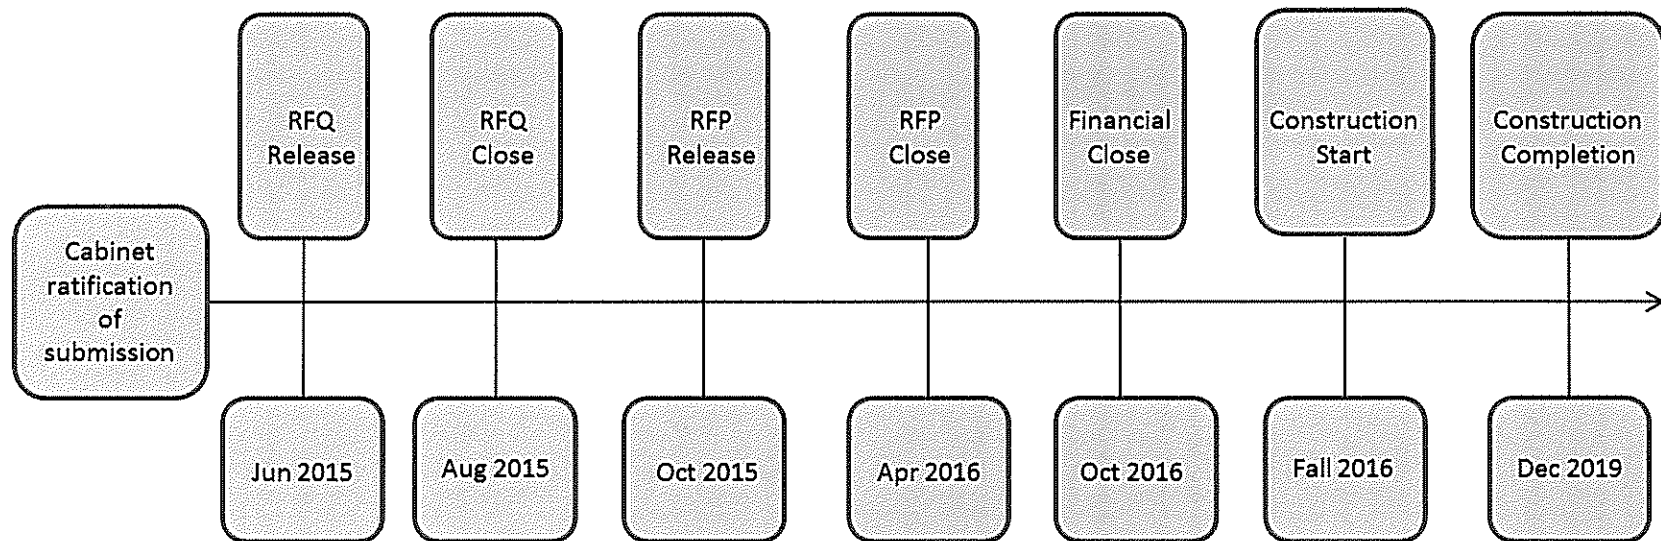 Cabinet
ratification
of
submission
RFQ
Release
RFQ
Close
RFP
Release
RFP
Close
Financial
Close
Construction
Start
Construction
Completion
Jun 2015
Aug 2015
Oct 2015
Apr 2016
Oct 2016
Fall 2016
Dec 2019